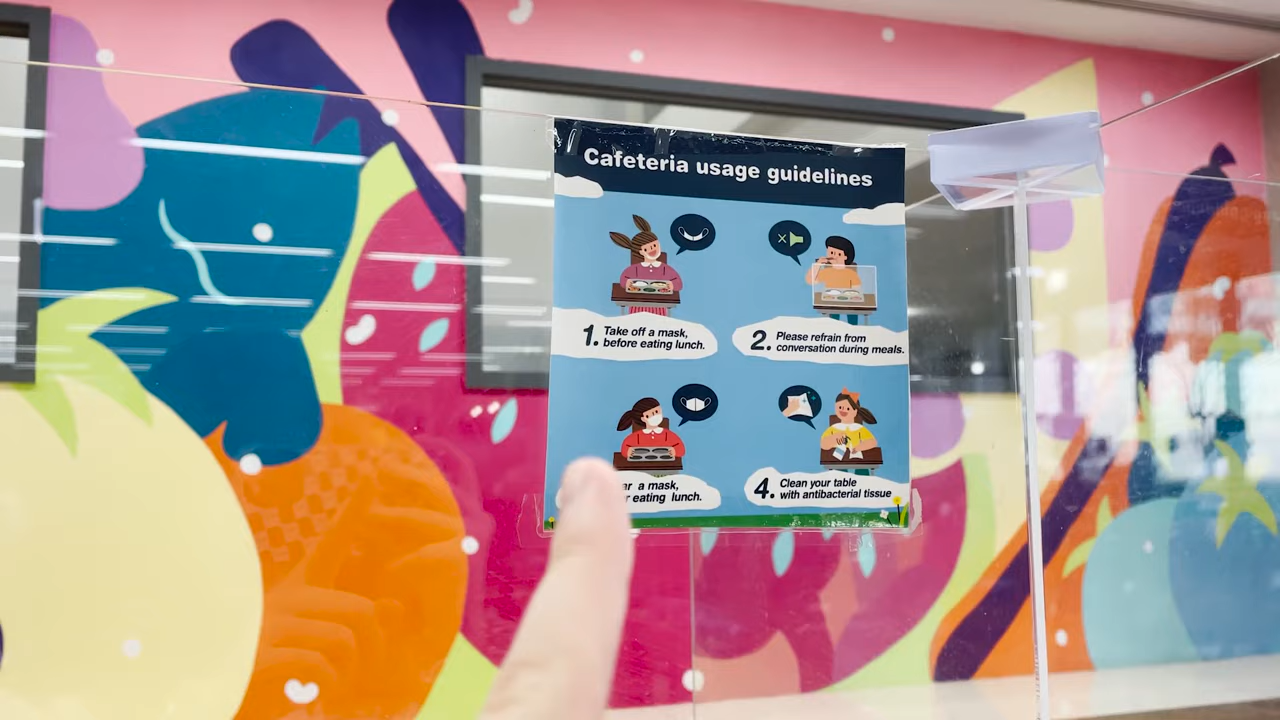 Cafeteria usage guidelines
1. Take off a mask,
before eating lunch.
2. Please refrain from
conversation during meals.
a mask,
eating lunch.
4. Clean your table
with antibacterial tissue